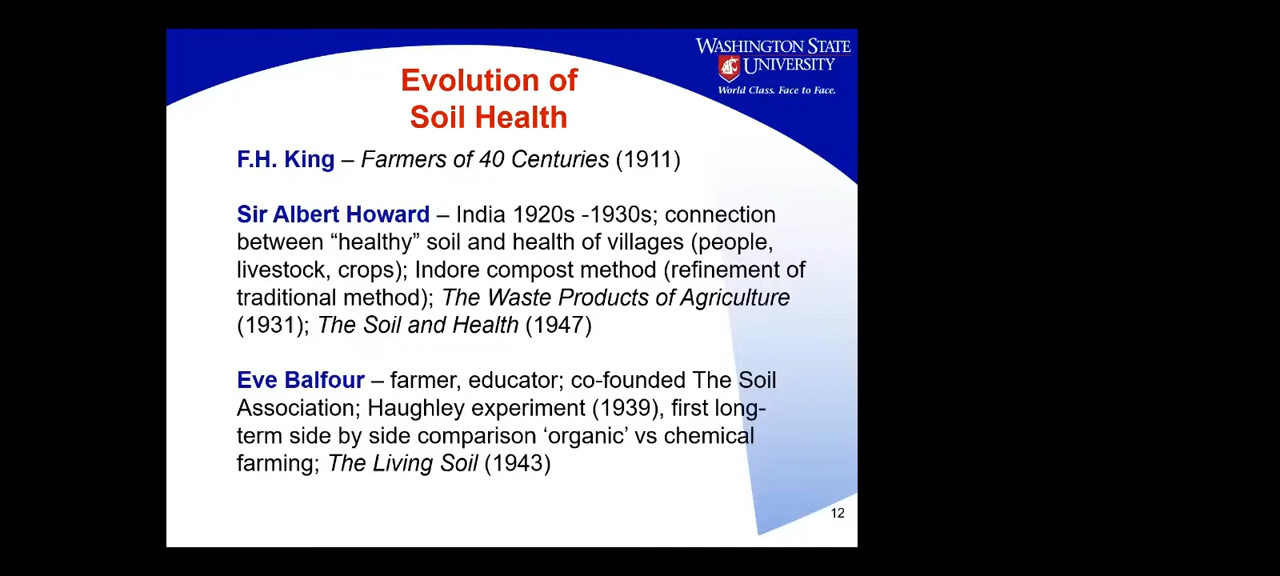 WASHINGTON STATE
UNIVERSITY
World Class. Face to Face.
Evolution of
Soil Health
F.H. King – Farmers of 40 Centuries (1911)
Sir Albert Howard – India 1920s -1930s; connection
between “healthy” soil and health of villages (people,
livestock, crops); Indore compost method (refinement of
traditional method); The Waste Products of Agriculture
(1931); The Soil and Health (1947)
Eve Balfour – farmer, educator; co-founded The Soil
Association; Haughley experiment (1939), first long-
term side by side comparison ‘organic’ vs chemical
farming; The Living Soil (1943)
12